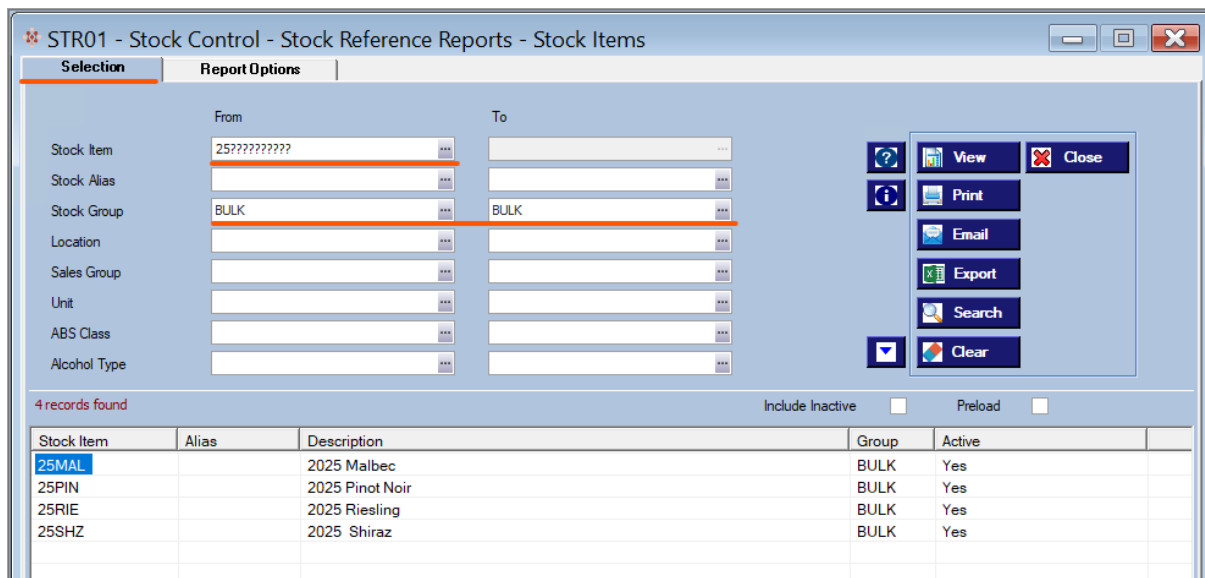 STR01 - Stock Control - Stock Reference Reports - Stock Items
Selection Report Options
From To
Stock Item 25?????????? ... ...
Stock Alias ... ...
Stock Group BULK ... BULK ...
Location ... ...
Sales Group ... ...
Unit ... ...
ABS Class ... ...
Alcohol Type ... ...
? View Close
i Print
Email
Export
Search
Clear
4 records found Include Inactive Preload
Stock Item Alias Description Group Active
25MAL 2025 Malbec BULK Yes
25PIN 2025 Pinot Noir BULK Yes
25RIE 2025 Riesling BULK Yes
25SHZ 2025 Shiraz BULK Yes